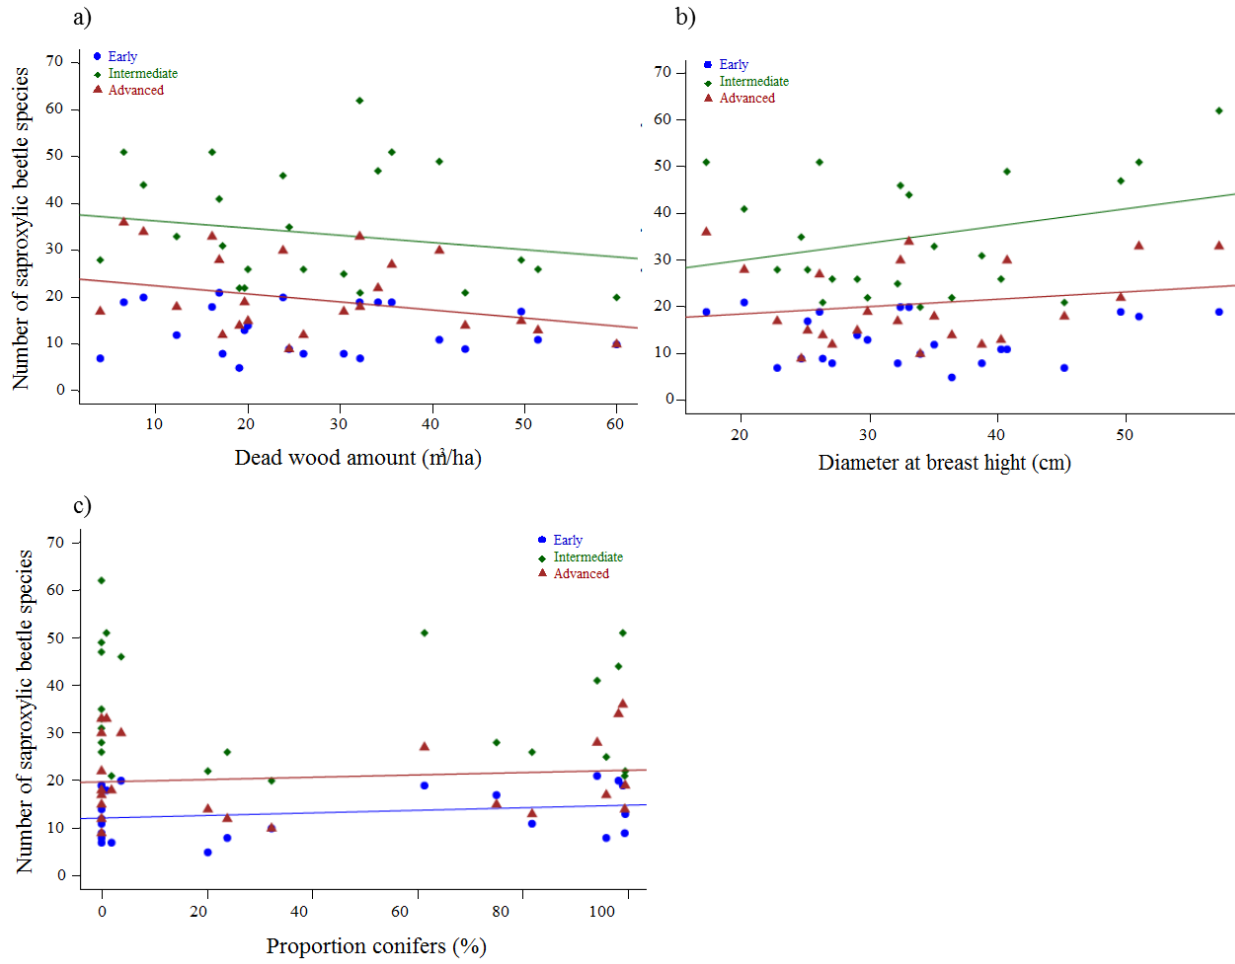 a)
Number of saproxylic beetle species
70
60
50
40
30
20
10
0
Early
Intermediate
Advanced
10
20
30
40
50
60
Dead wood amount (m³/ha)
b)
70
60
50
40
30
20
10
0
Early
Intermediate
Advanced
20
30
40
50
Diameter at breast hight (cm)
c)
Number of saproxylic beetle species
70
60
50
40
30
20
10
0
Early
Intermediate
Advanced
0
20
40
60
80
100
Proportion conifers (%)